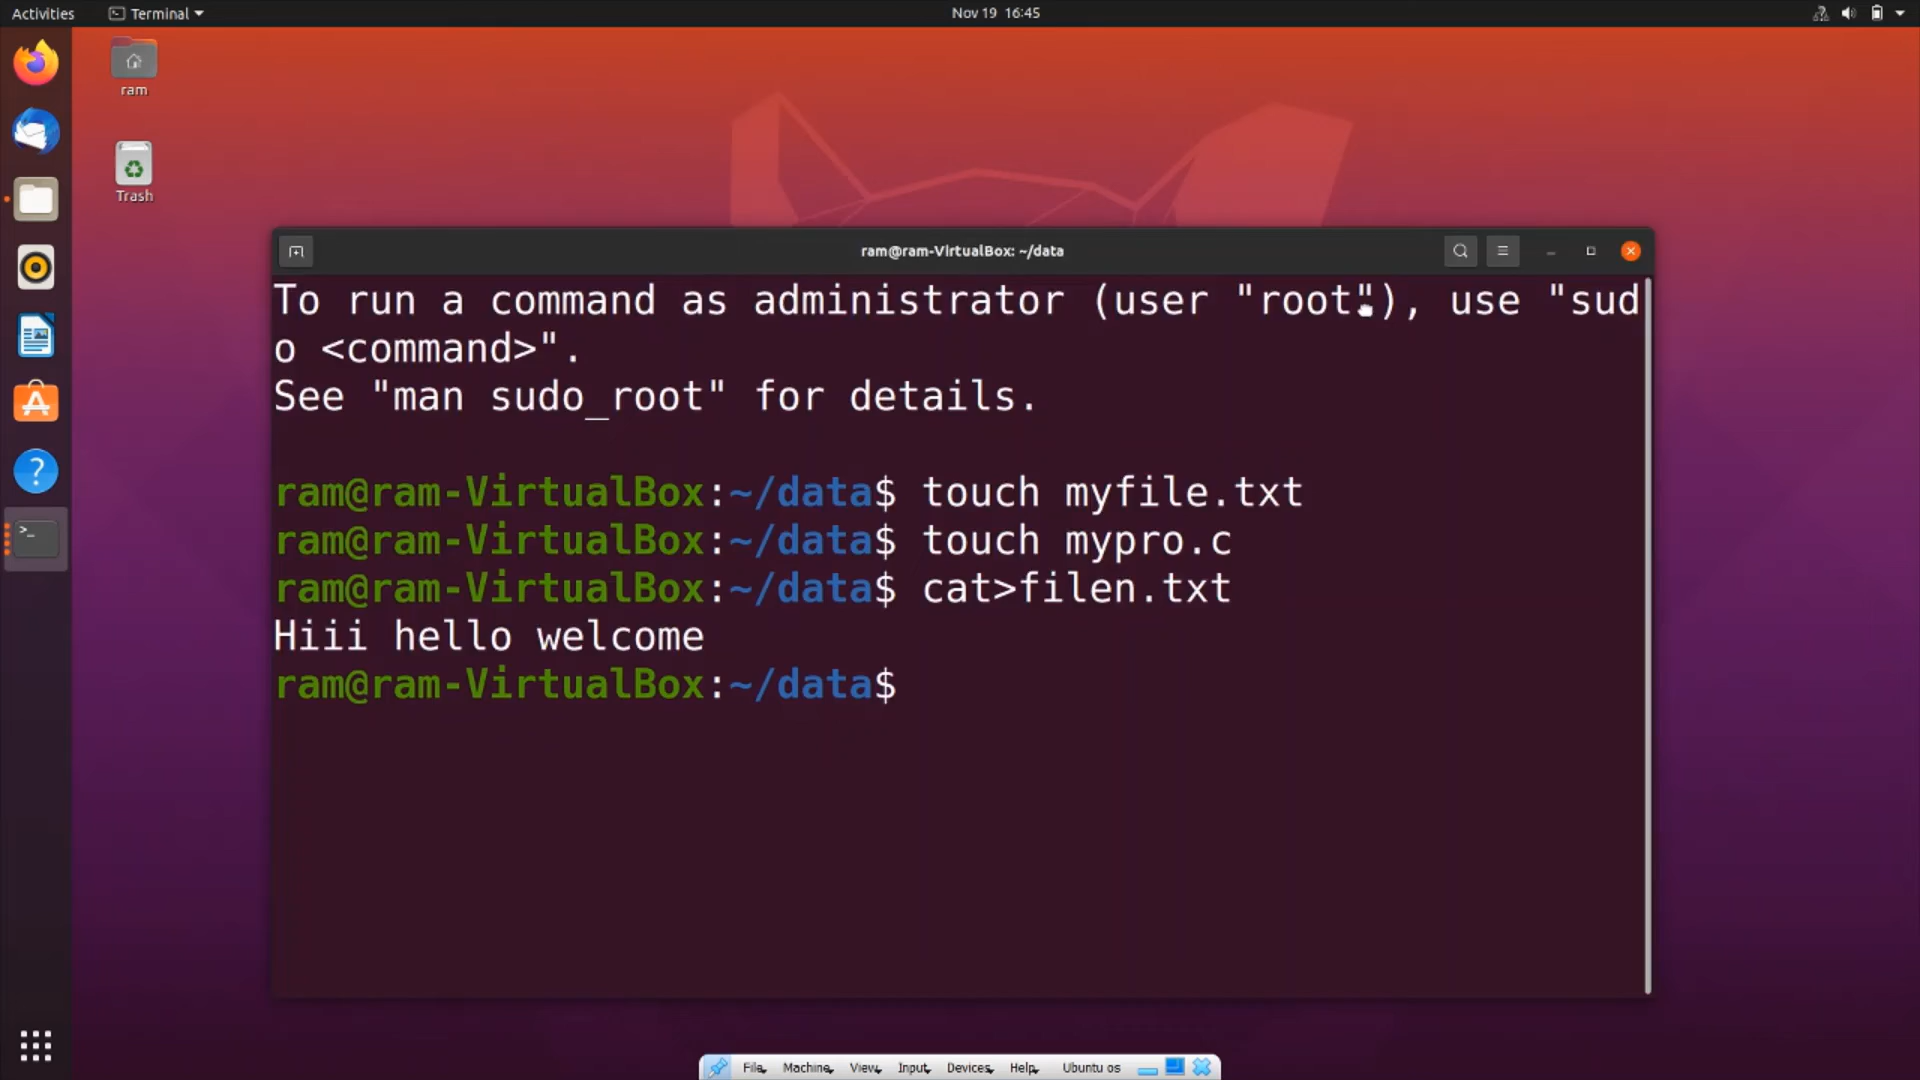 Activities
Terminal
Nov 19 16:45
ram
Trash
ram@ram-VirtualBox: ~/data
To run a command as administrator (user "root"), use "sud
o <command>".
See "man sudo_root" for details.
ram@ram-VirtualBox:~/data$ touch myfile.txt
ram@ram-VirtualBox:~/data$ touch mypro.c
ram@ram-VirtualBox:~/data$ cat>filen.txt
Hiii hello welcome
ram@ram-VirtualBox:~/data$
File Machine View Input Devices Help Ubuntu os